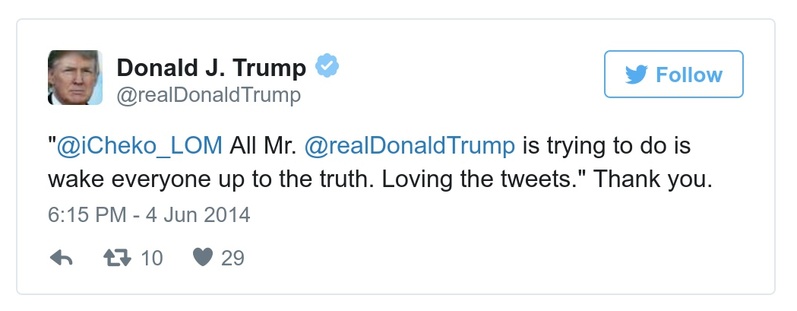 Donald J. Trump
@realDonaldTrump
Follow
"@iCheko_LOM All Mr. @realDonaldTrump is trying to do is
wake everyone up to the truth. Loving the tweets." Thank you.
6:15 PM - 4 Jun 2014
10 29